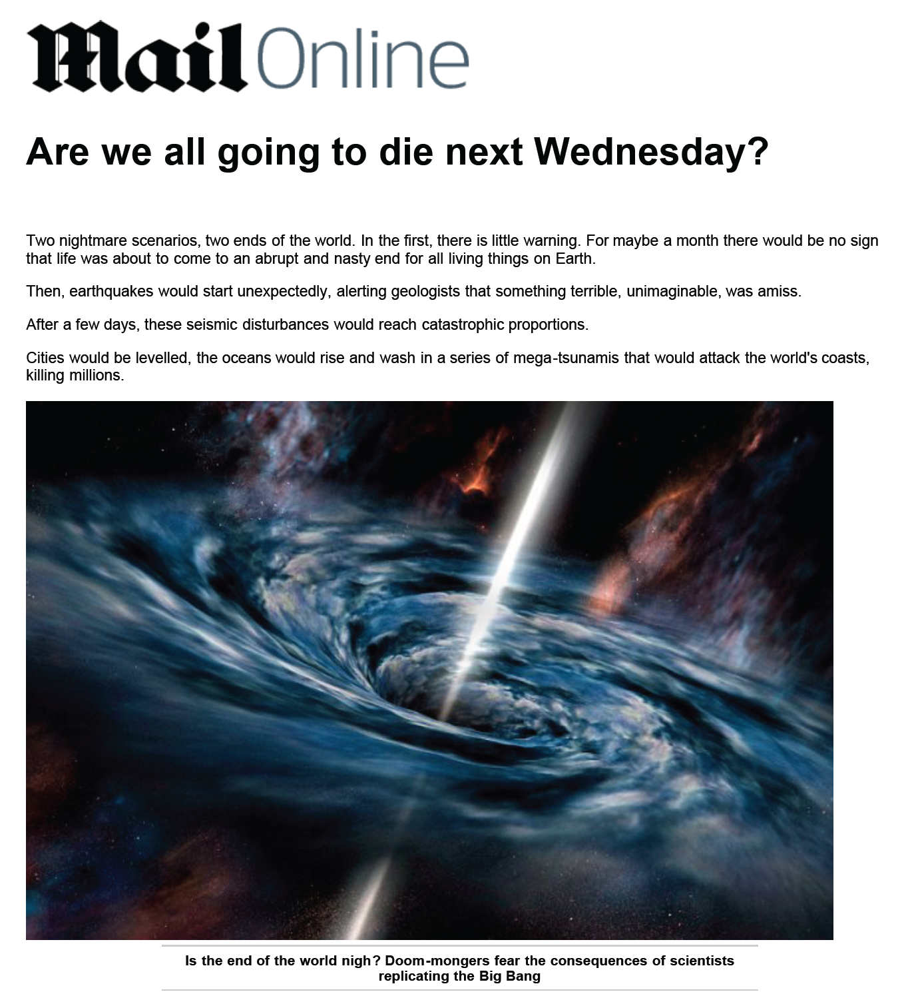 Mail Online
Are we all going to die next Wednesday?
Two nightmare scenarios, two ends of the world. In the first, there is little warning. For maybe a month there would be no sign
that life was about to come to an abrupt and nasty end for all living things on Earth.
Then, earthquakes would start unexpectedly, alerting geologists that something terrible, unimaginable, was amiss.
After a few days, these seismic disturbances would reach catastrophic proportions.
Cities would be levelled, the oceans would rise and wash in a series of mega-tsunamis that would attack the world's coasts,
killing millions.
Is the end of the world nigh? Doom-mongers fear the consequences of scientists
replicating the Big Bang